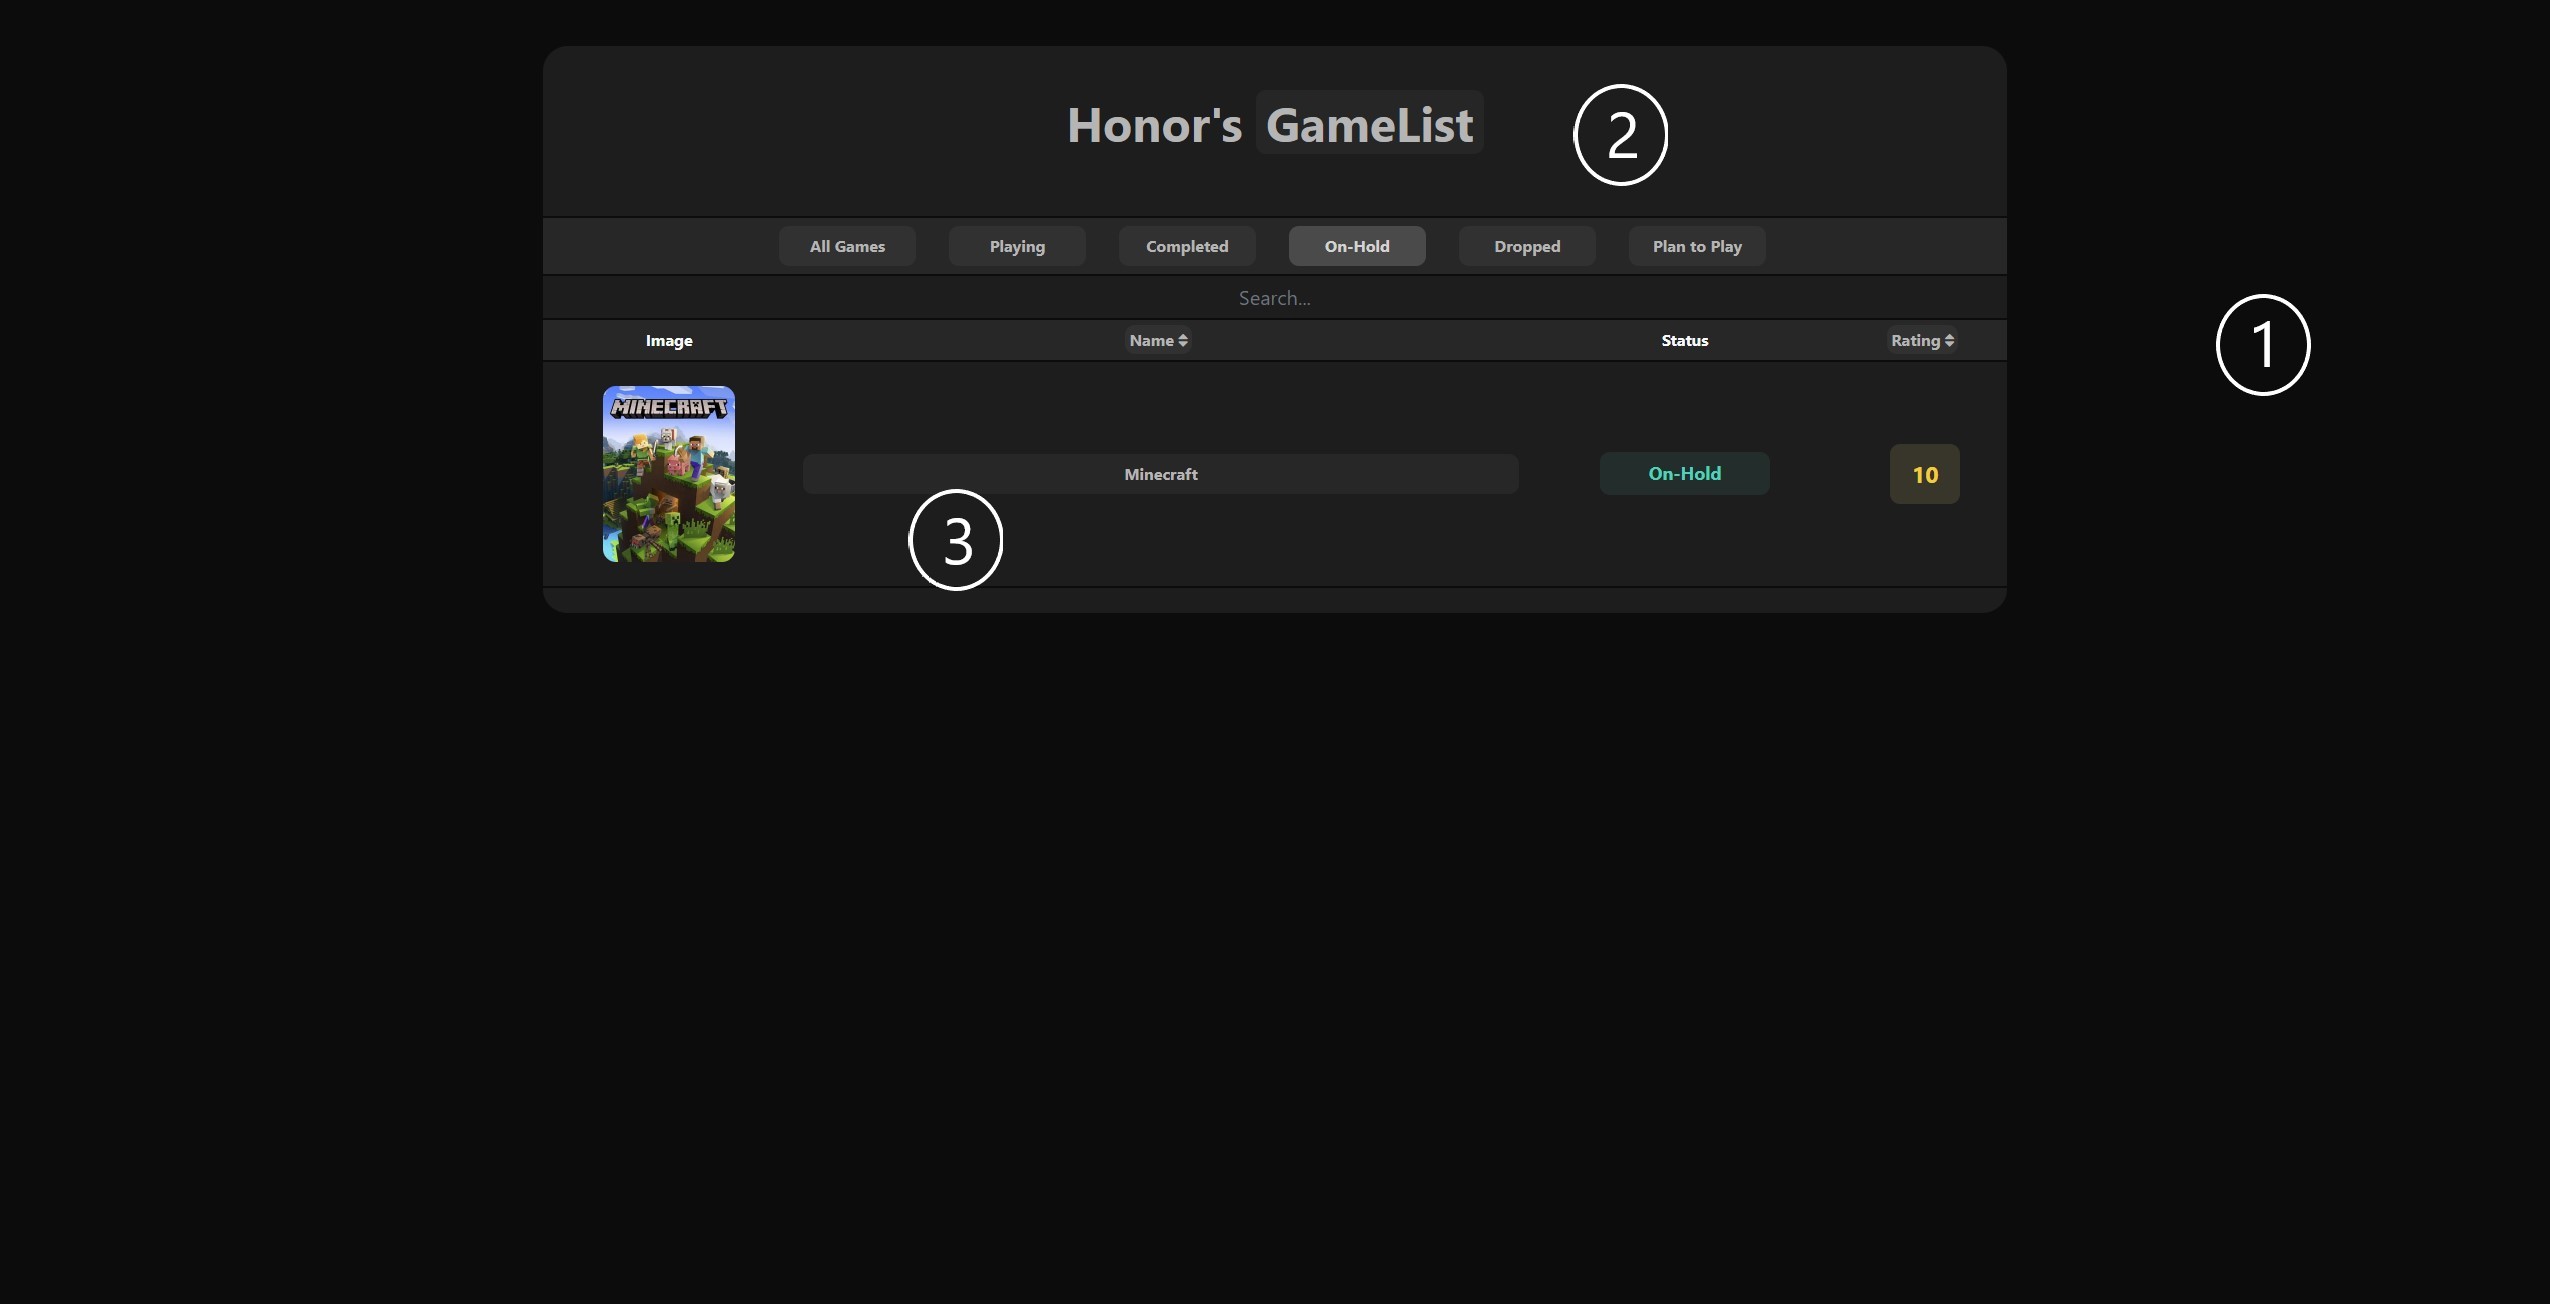 Honor's GameList
2
All Games Playing Completed On-Hold Dropped Plan to Play
Search...
Image Name Status Rating
1
MINECRAFT
Minecraft On-Hold 10
3